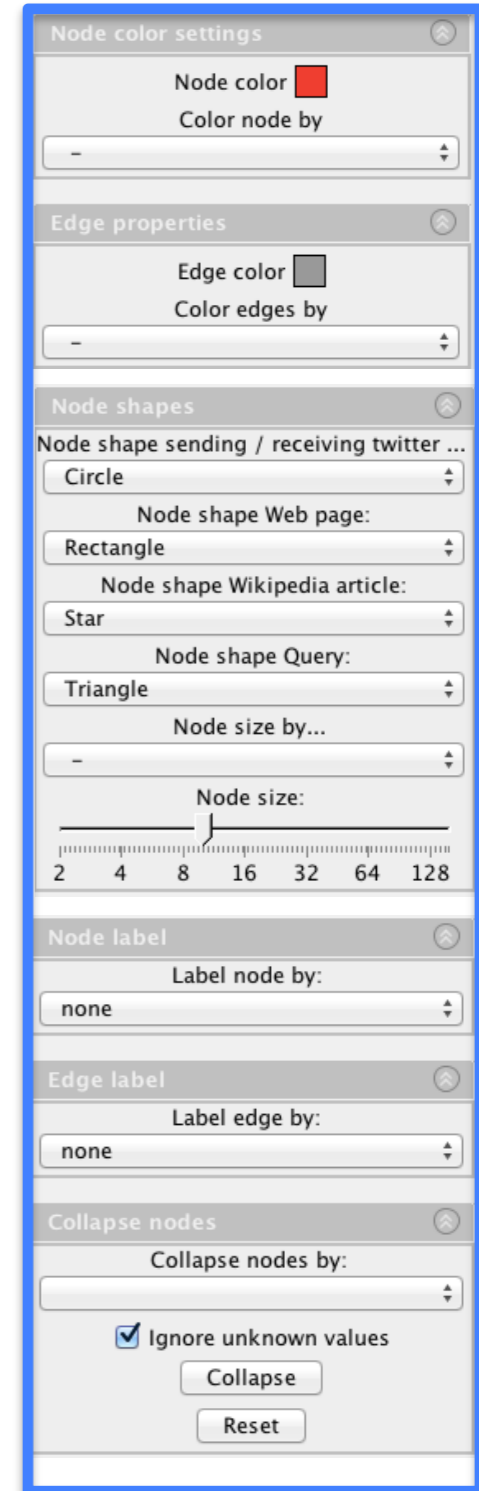 Node color settings
Node color
Color node by
–
Edge properties
Edge color
Color edges by
–
Node shapes
Node shape sending / receiving twitter ...
Circle
Node shape Web page:
Rectangle
Node shape Wikipedia article:
Star
Node shape Query:
Triangle
Node size by...
–
Node size:
2 4 8 16 32 64 128
Node label
Label node by:
none
Edge label
Label edge by:
none
Collapse nodes
Collapse nodes by:
Ignore unknown values
Collapse
Reset